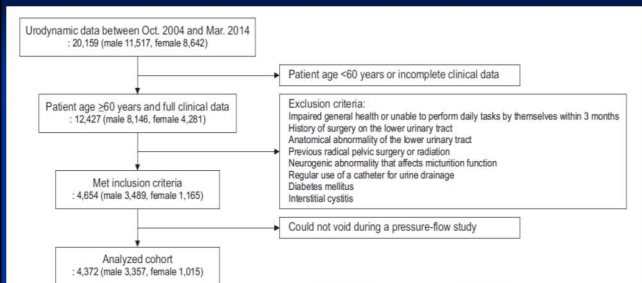 Urodynamic data between Oct. 2004 and Mar. 2014
: 20,159 (male 11,517, female 8,642)
Patient age <60 years or incomplete clinical data
Patient age ≥60 years and full clinical data
: 12,427 (male 8,146, female 4,281)
Exclusion criteria:
Impaired general health or unable to perform daily tasks by themselves within 3 months
History of surgery on the lower urinary tract
Anatomical abnormality of the lower urinary tract
Previous radical pelvic surgery or radiation
Neurogenic abnormality that affects micturition function
Regular use of a catheter for urine drainage
Diabetes mellitus
Interstitial cystitis
Met inclusion criteria
: 4,654 (male 3,489, female 1,165)
Could not void during a pressure-flow study
Analyzed cohort
: 4,372 (male 3,357, female 1,015)